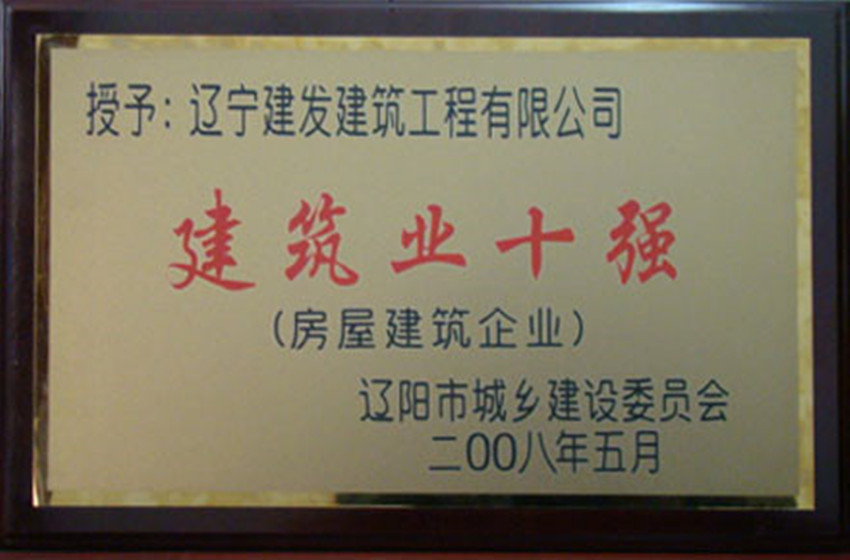 授予：辽宁建发建筑工程有限公司
建筑业十强
（房屋建筑企业）
辽阳市城乡建设委员会
二00八年五月